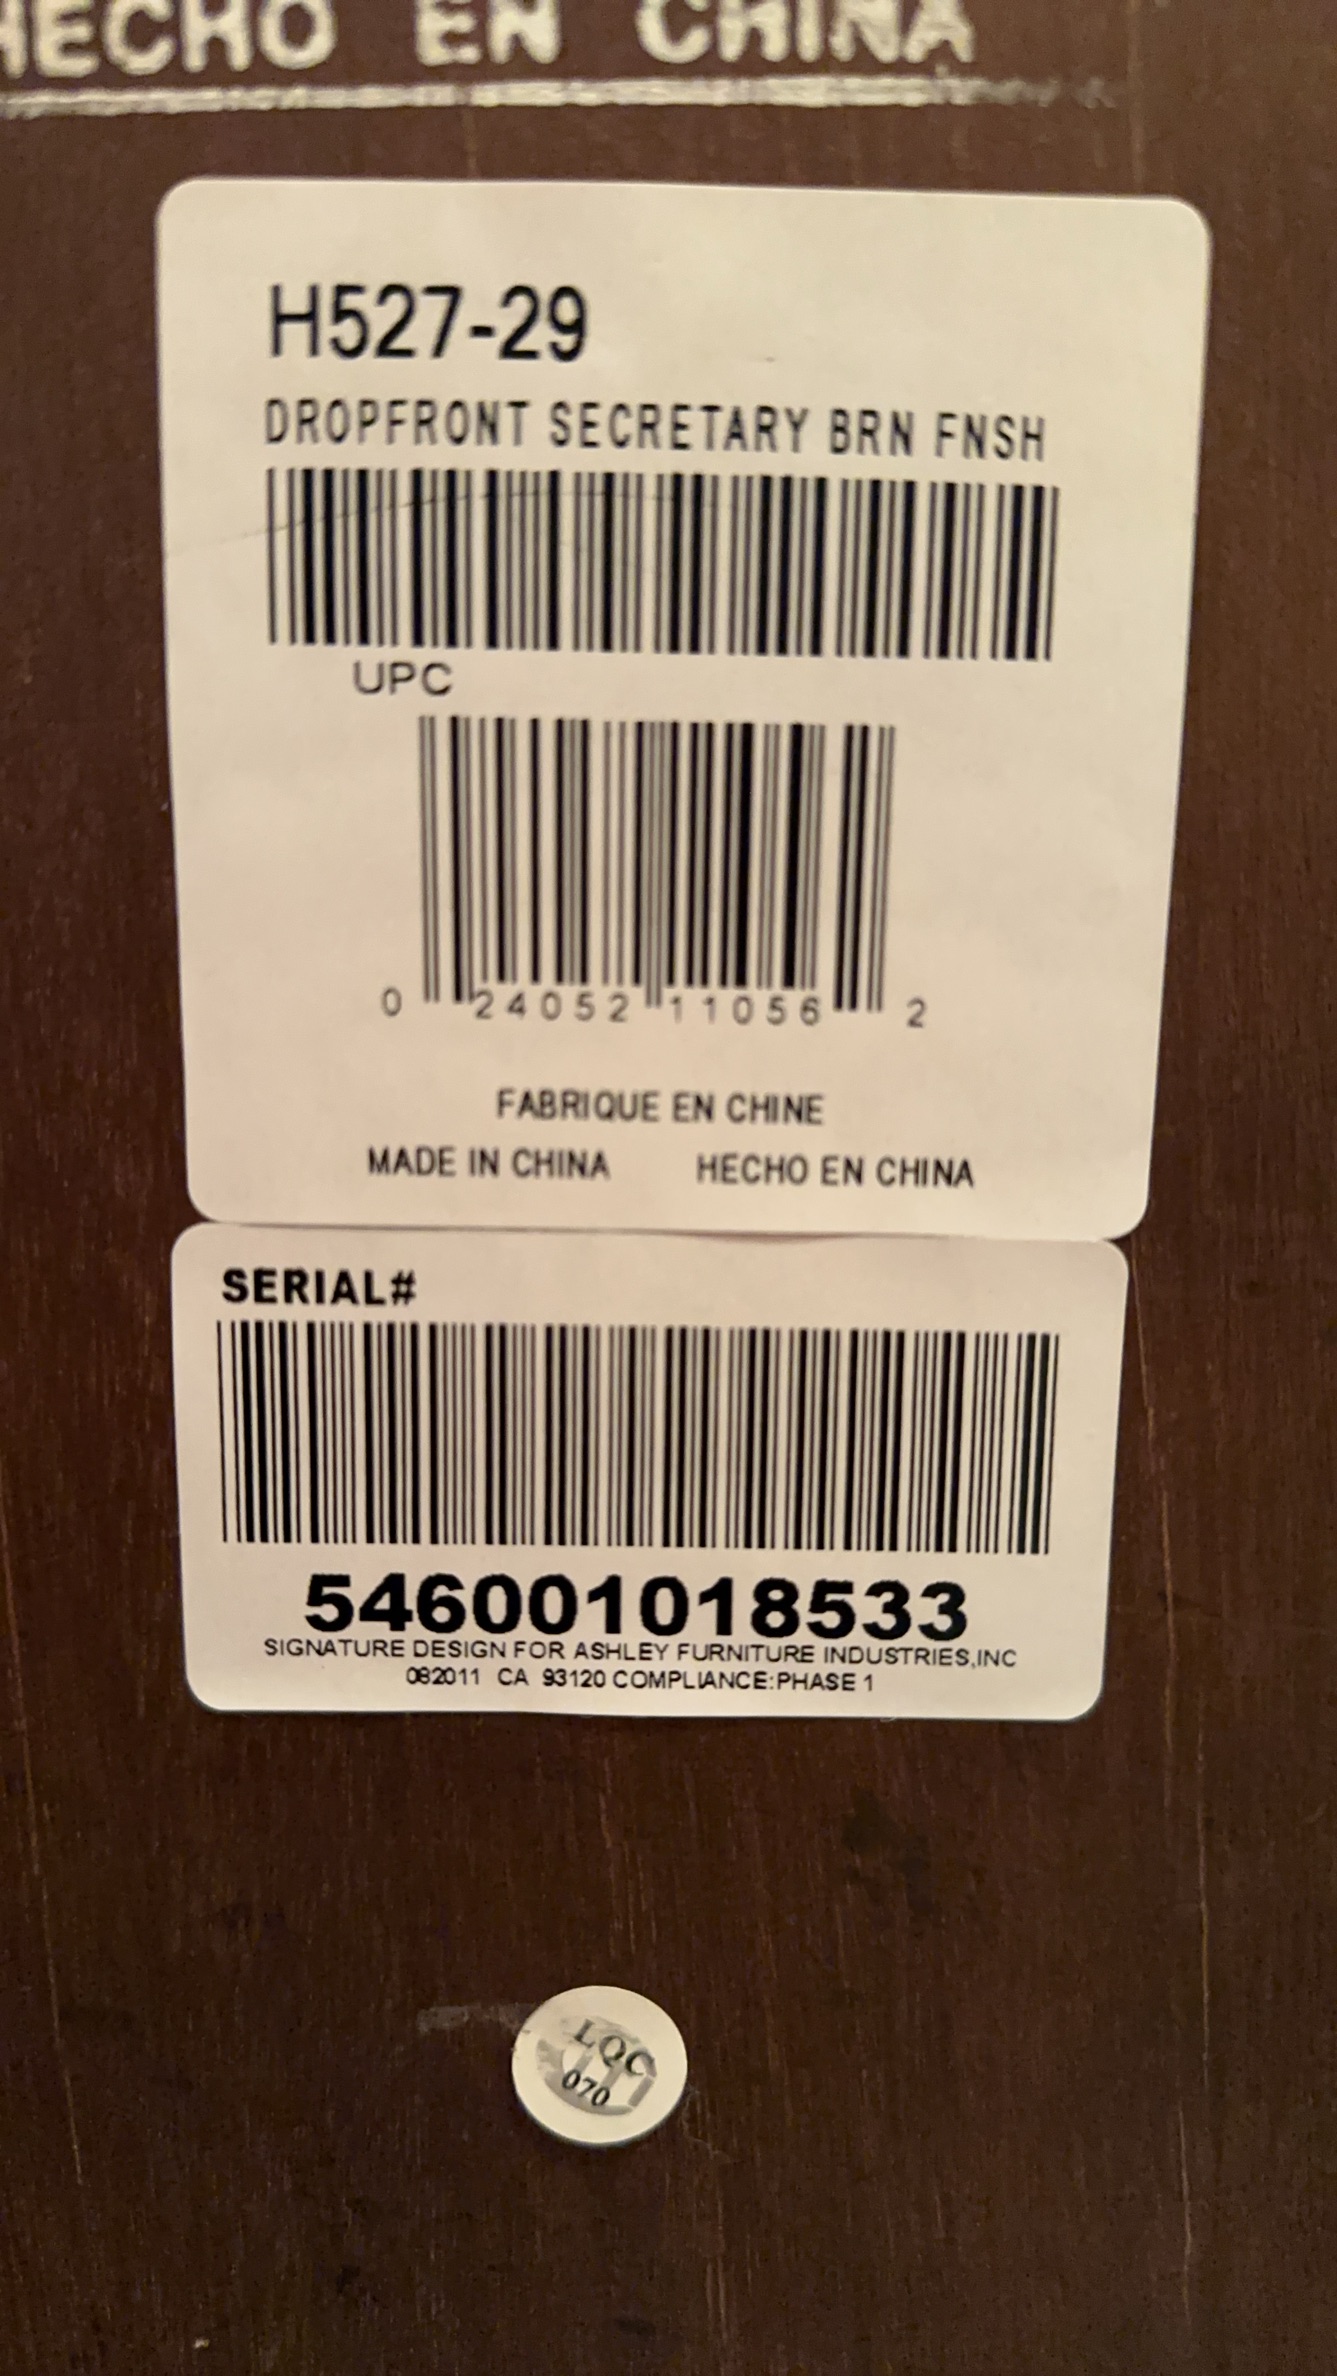 HECHO EN CHINA
H527-29
DROPFRONT SECRETARY BRN FNSH
UPC
0 24052 11056 2
FABRIQUE EN CHINE
MADE IN CHINA HECHO EN CHINA
SERIAL#
546001018533
SIGNATURE DESIGN FOR ASHLEY FURNITURE INDUSTRIES,INC
082011 CA 93120 COMPLIANCE:PHASE 1
LQC
070